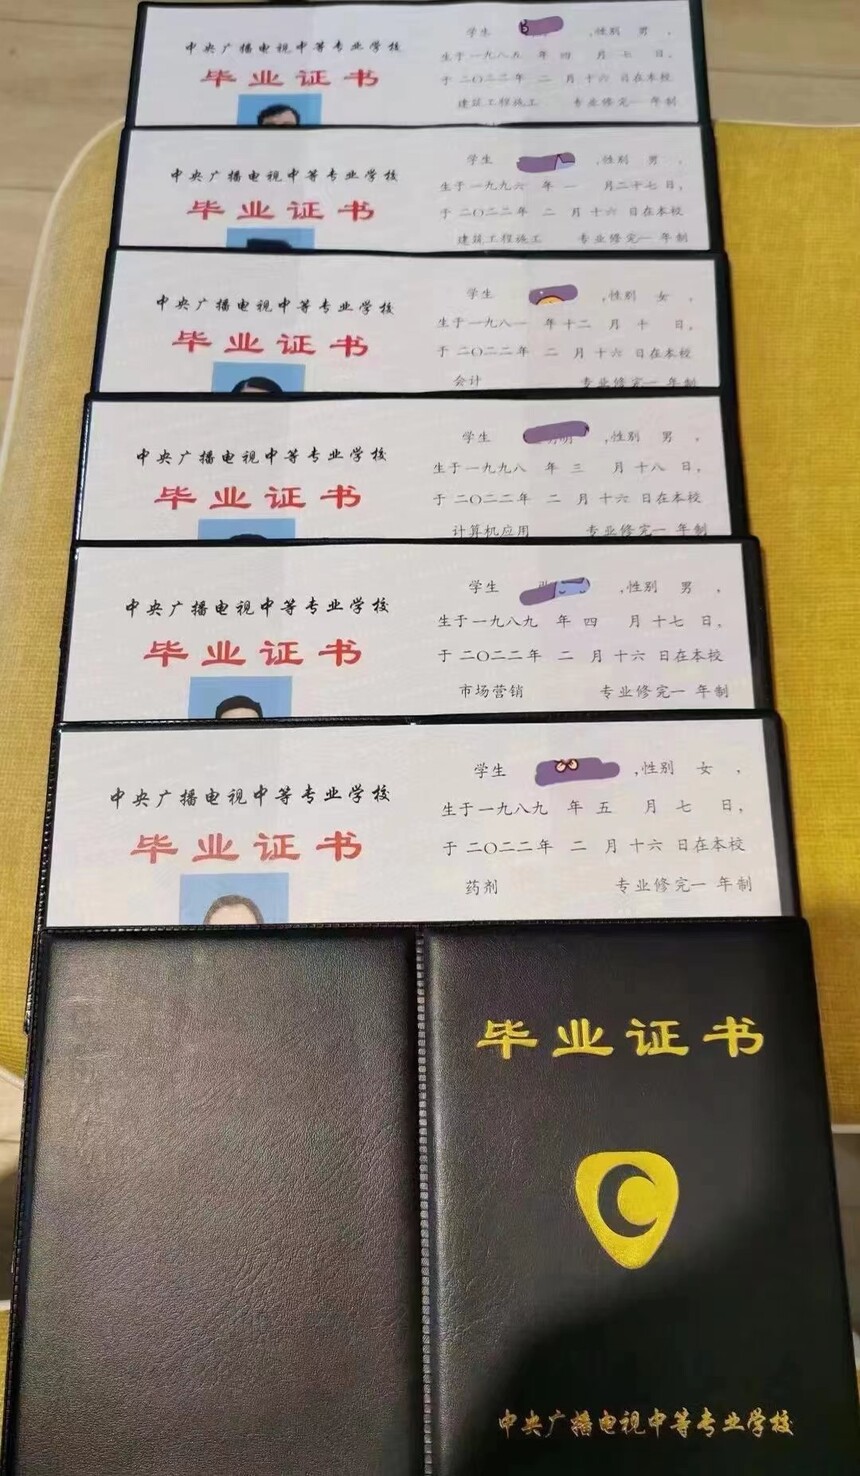 中央广播电视中等专业学校
毕业证书
学生 ,性别 男 ,
生于一九八五 年 四 月 七 日,
于 二〇二二年 二 月 十六 日在本校
建筑工程施工 专业修完一 年制
中央广播电视中等专业学校
毕业证书
学生 ,性别 男 ,
生于一九九六 年 一 月二十七日,
于 二〇二二年 二 月 十六 日在本校
建筑工程施工 专业修完一 年制
中央广播电视中等专业学校
毕业证书
学生 ,性别 女 ,
生于一九八一 年十二 月 十 日,
于 二〇二二年 二 月 十六 日在本校
会计 专业修完一 年制
中央广播电视中等专业学校
毕业证书
学生 ,性别 男 ,
生于一九九八 年 三 月 十八 日,
于 二〇二二年 二 月 十六 日在本校
计算机应用 专业修完一 年制
中央广播电视中等专业学校
毕业证书
学生 ,性别 男 ,
生于一九八九 年 四 月 十七 日,
于 二〇二二年 二 月 十六 日在本校
市场营销 专业修完一 年制
中央广播电视中等专业学校
毕业证书
学生 ,性别 女 ,
生于一九八九 年 五 月 七 日,
于 二〇二二年 二 月 十六 日在本校
药剂 专业修完一 年制
毕业证书
中央广播电视中等专业学校